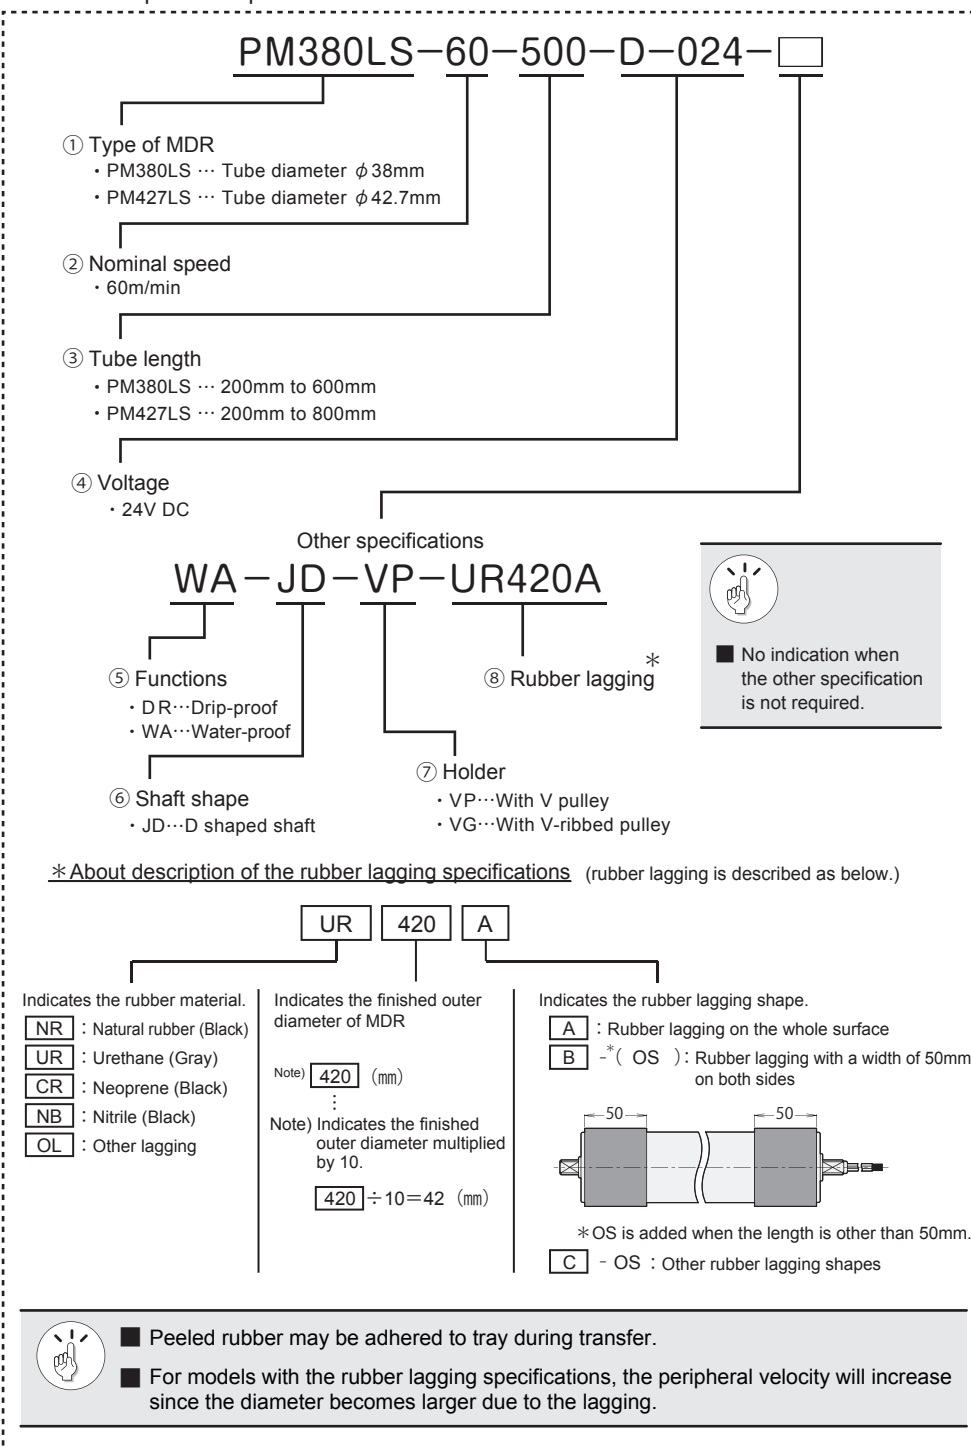 PM380LS-60-500-D-024-□
① Type of MDR
・PM380LS … Tube diameter φ38mm
・PM427LS … Tube diameter φ42.7mm
② Nominal speed
・60m/min
③ Tube length
・PM380LS … 200mm to 600mm
・PM427LS … 200mm to 800mm
④ Voltage
・24V DC
Other specifications
WA-JD-VP-UR420A
⑤ Functions
・DR…Drip-proof
・WA…Water-proof
⑥ Shaft shape
・JD…D shaped shaft
⑦ Holder
・VP…With V pulley
・VG…With V-ribbed pulley
⑧ Rubber lagging＊
■ No indication when
the other specification
is not required.
＊About description of the rubber lagging specifications (rubber lagging is described as below.)
UR 420 A
Indicates the rubber material.
NR : Natural rubber (Black)
UR : Urethane (Gray)
CR : Neoprene (Black)
NB : Nitrile (Black)
OL : Other lagging
Indicates the finished outer
diameter of MDR
Note) 420 (mm)
⋮
Note) Indicates the finished
outer diameter multiplied
by 10.
420÷10=42 (mm)
Indicates the rubber lagging shape.
A : Rubber lagging on the whole surface
B -*( OS ): Rubber lagging with a width of 50mm
on both sides
50 50
＊OS is added when the length is other than 50mm.
C - OS : Other rubber lagging shapes
■ Peeled rubber may be adhered to tray during transfer.
■ For models with the rubber lagging specifications, the peripheral velocity will increase
since the diameter becomes larger due to the lagging.